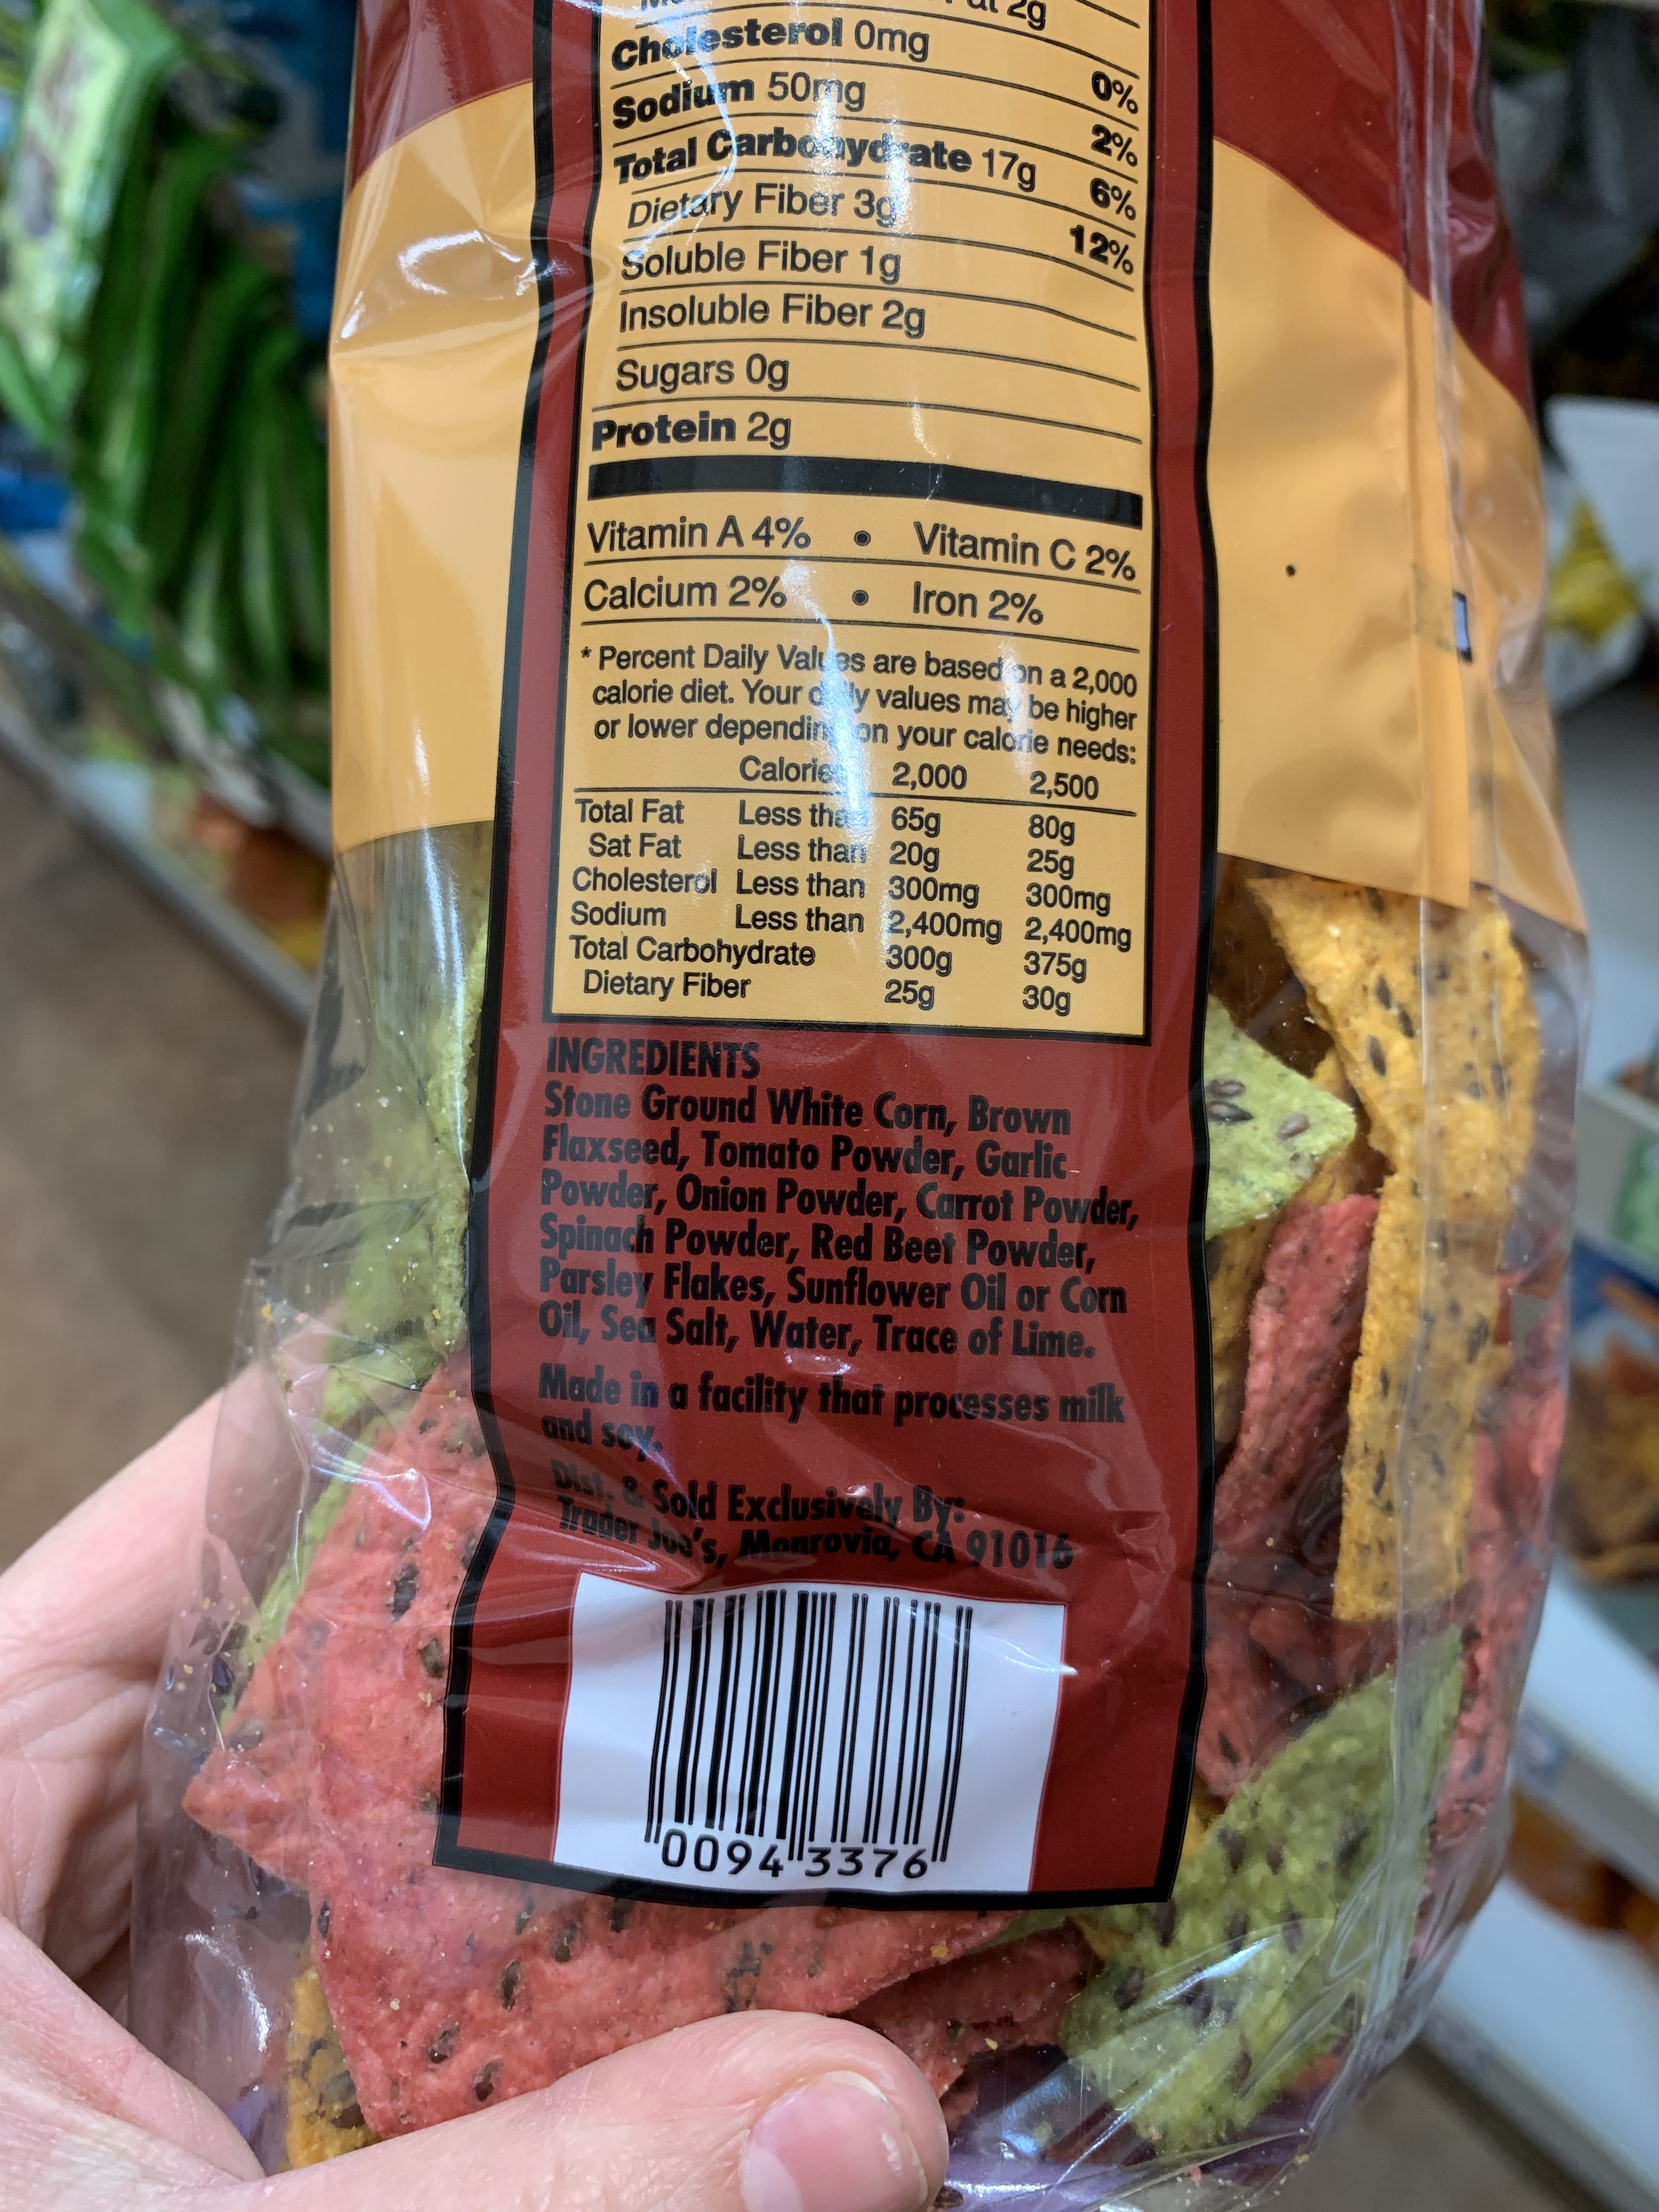 at 2g
Cholesterol 0mg 0%
Sodium 50mg 2%
Total Carbohydrate 17g 6%
Dietary Fiber 3g 12%
Soluble Fiber 1g
Insoluble Fiber 2g
Sugars 0g
Protein 2g
Vitamin A 4% • Vitamin C 2%
Calcium 2% • Iron 2%
* Percent Daily Values are based on a 2,000
calorie diet. Your daily values may be higher
or lower depending on your calorie needs:
Calories 2,000 2,500
Total Fat Less than 65g 80g
Sat Fat Less than 20g 25g
Cholesterol Less than 300mg 300mg
Sodium Less than 2,400mg 2,400mg
Total Carbohydrate 300g 375g
Dietary Fiber 25g 30g
INGREDIENTS
Stone Ground White Corn, Brown
Flaxseed, Tomato Powder, Garlic
Powder, Onion Powder, Carrot Powder,
Spinach Powder, Red Beet Powder,
Parsley Flakes, Sunflower Oil or Corn
Oil, Sea Salt, Water, Trace of Lime.
Made in a facility that processes milk
and soy.
Dist. & Sold Exclusively By:
Trader Joe's, Monrovia, CA 91016
0094 3376